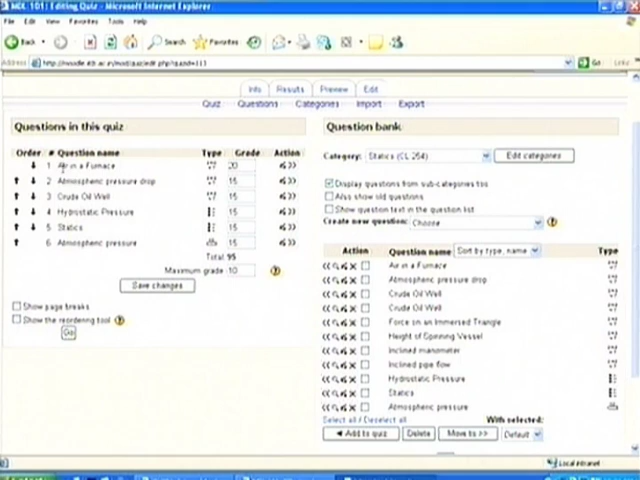 MDL 101: Editing Quiz - Microsoft Internet Explorer
File Edit View Favorites Tools Help
Back Search Favorites
Address Go Links
Info Results Preview Edit
Quiz Questions Categories Import Export
Questions in this quiz
Order # Question name Type Grade Action
1 Air in a Furnace 20
2 Atmospheric pressure drop 15
3 Crude Oil Well 15
4 Hydrostatic Pressure 15
5 Statics 15
6 Atmospheric pressure 15
Total: 95
Maximum grade 10
Save changes
Show page breaks
Show the reordering tool
Go
Question bank
Category: Statics (CL 264) Edit categories
Display questions from sub-categories too
Also show old questions
Show question text in the question list
Create new question: Choose
Action Question name Sort by type, name Type
Air in a Furnace
Atmospheric pressure drop
Crude Oil Well
Crude Oil Well
Force on an Immersed Triangle
Height of Spinning Vessel
Inclined manometer
Inclined pipe flow
Hydrostatic Pressure
Statics
Atmospheric pressure
Select all / Deselect all With selected:
Add to quiz Delete Move to >> Default
Local intranet